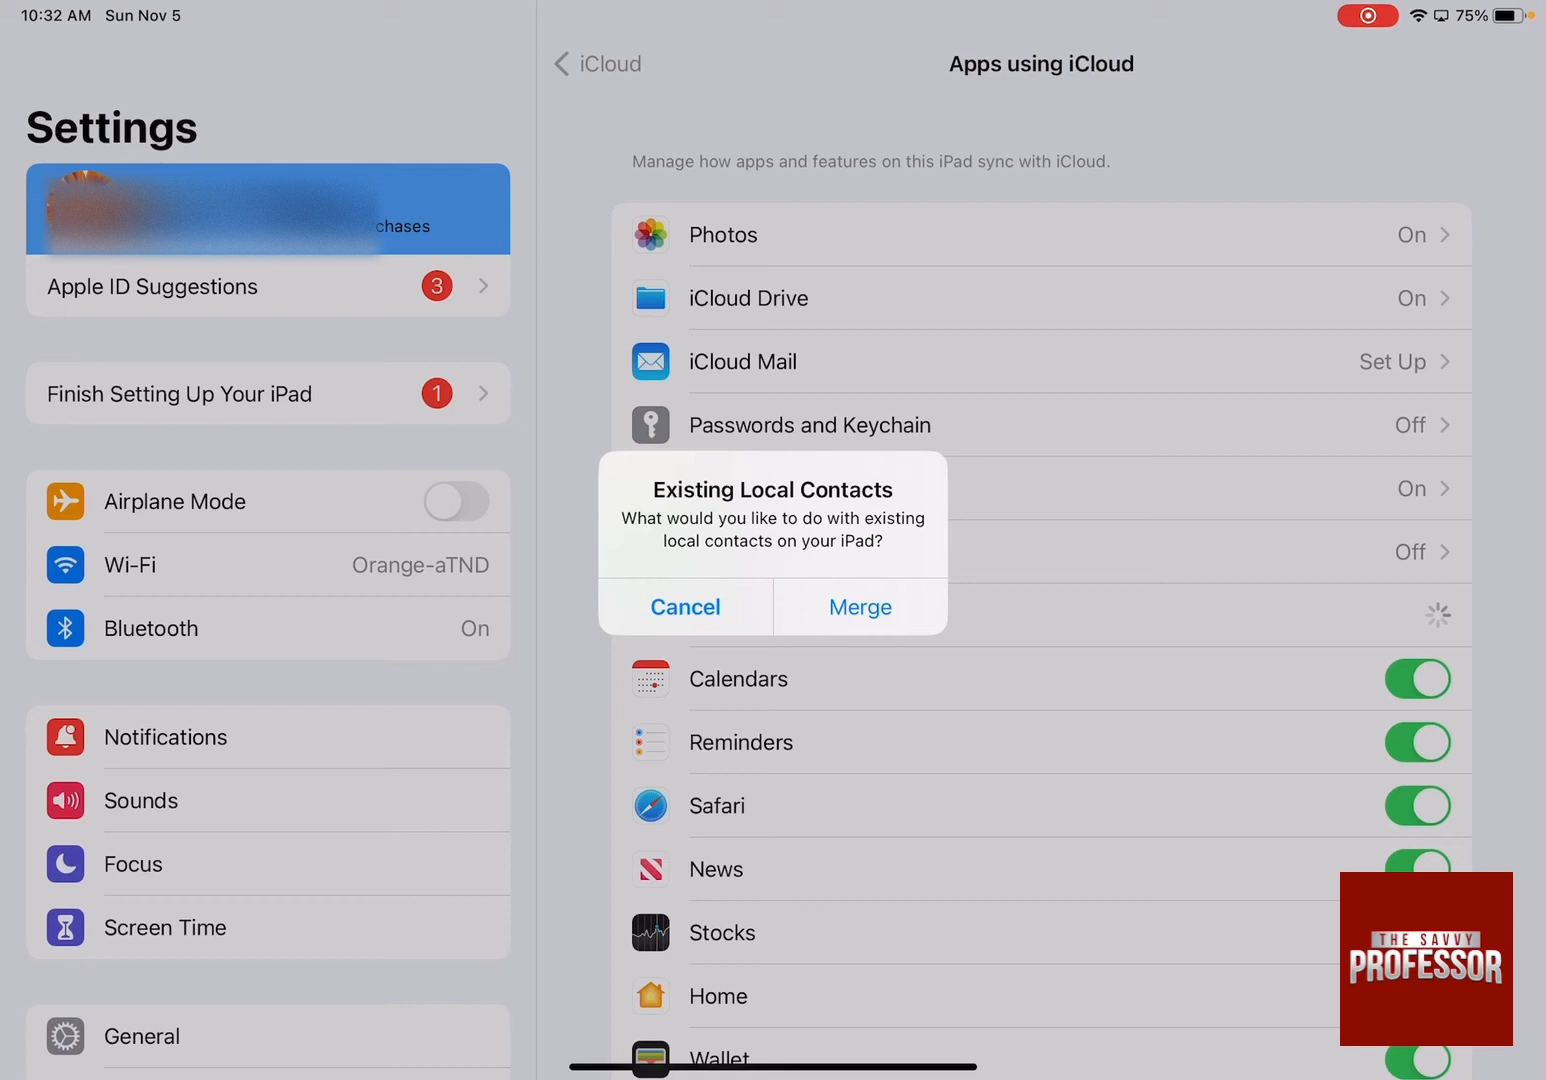 10:32 AM Sun Nov 5
75%
Settings
chases
Apple ID Suggestions 3
Finish Setting Up Your iPad 1
Airplane Mode
Wi-Fi Orange-aTND
Bluetooth On
Notifications
Sounds
Focus
Screen Time
General
iCloud
Apps using iCloud
Manage how apps and features on this iPad sync with iCloud.
Photos On
iCloud Drive On
iCloud Mail Set Up
Passwords and Keychain Off
On
Off
Existing Local Contacts
What would you like to do with existing
local contacts on your iPad?
Cancel Merge
Calendars
Reminders
Safari
News
Stocks
Home
Wallet
THE SAVVY
PROFESSOR